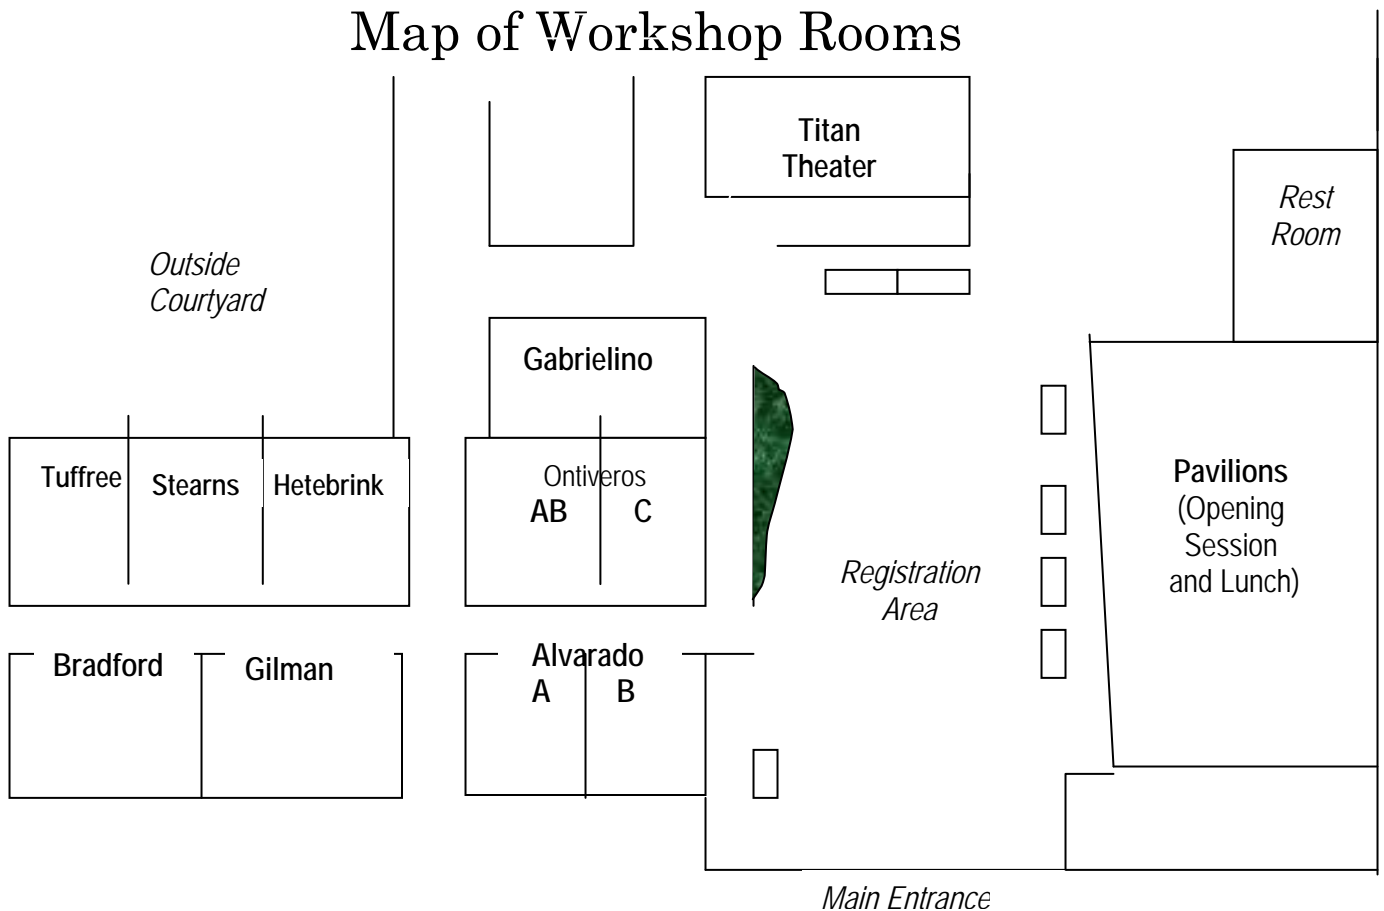 Map of Workshop Rooms
Titan
Theater
Rest
Room
Outside
Courtyard
Gabrielino
Tuffree
Stearns
Hetebrink
Ontiveros
AB C
Pavilions
(Opening
Session
and Lunch)
Registration
Area
Bradford
Gilman
Alvarado
A B
Main Entrance